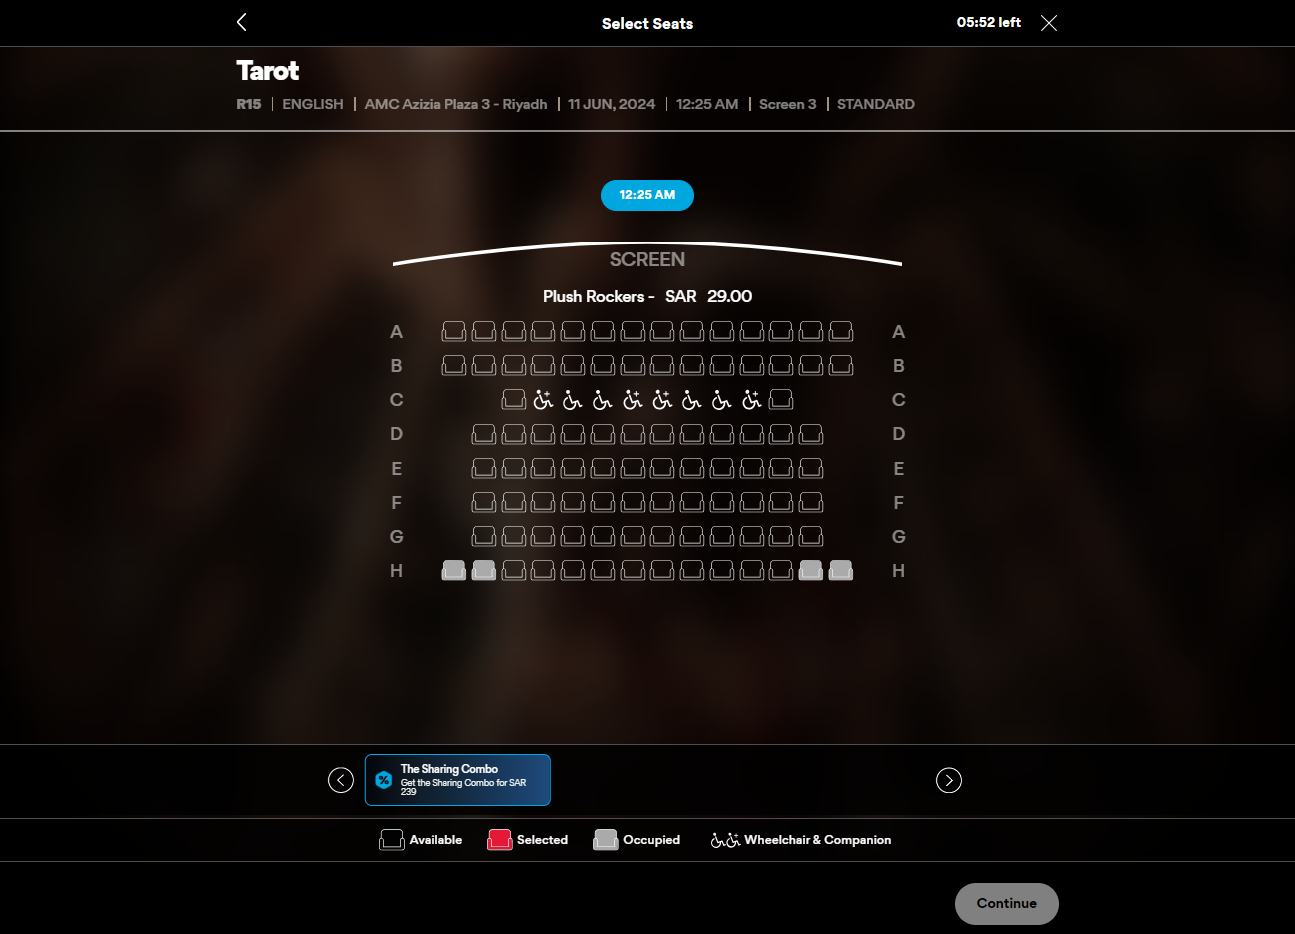 Select Seats
05:52 left
Tarot
R15 | ENGLISH | AMC Azizia Plaza 3 - Riyadh | 11 JUN, 2024 | 12:25 AM | Screen 3 | STANDARD
12:25 AM
SCREEN
Plush Rockers - SAR 29.00
A A
B B
C C
D D
E E
F F
G G
H H
The Sharing Combo
Get the Sharing Combo for SAR
239
Available Selected Occupied Wheelchair & Companion
Continue